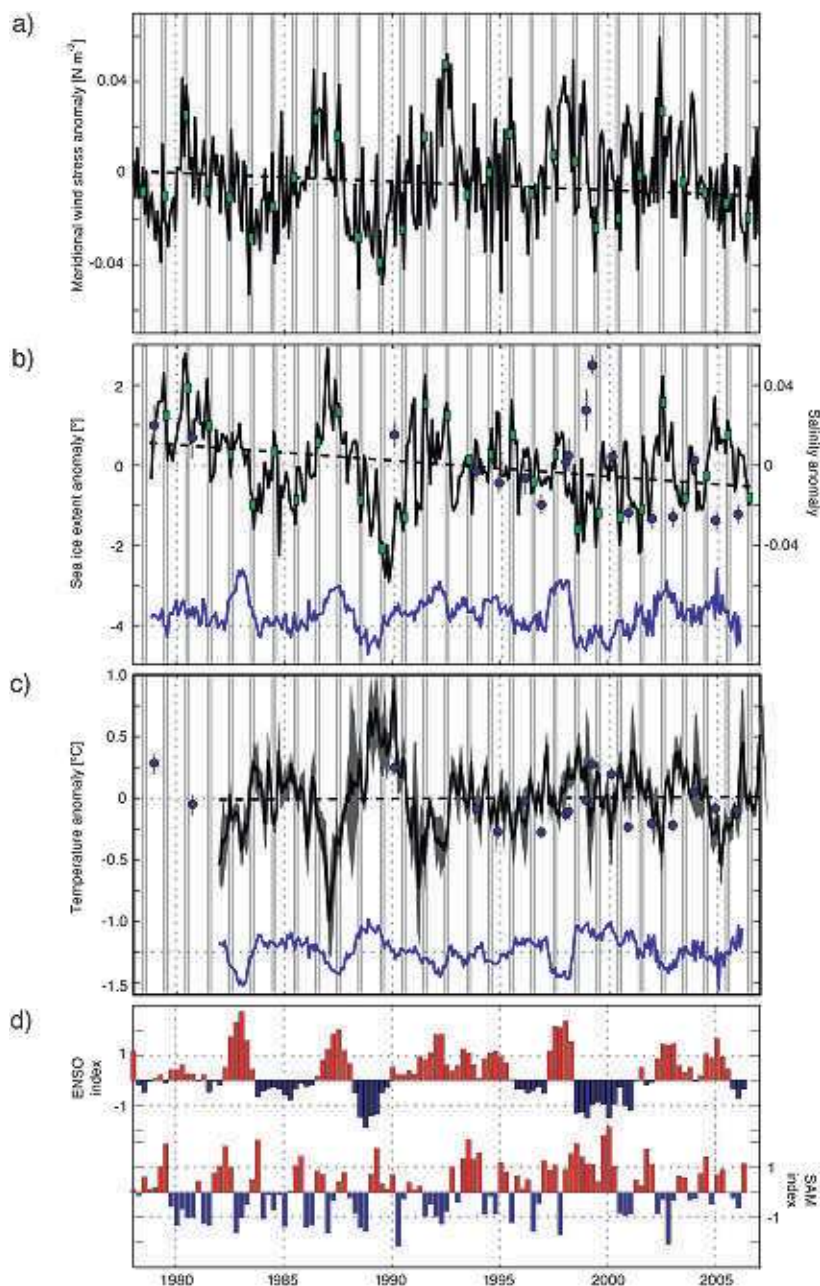 a)
Meridional wind stress anomaly [N m⁻²]
0.04
0
-0.04
b)
Sea ice extent anomaly [°]
2
0
-2
-4
0.04
0
-0.04
Salinity anomaly
c)
Temperature anomaly [°C]
1.0
0.5
0
-0.5
-1.0
-1.5
d)
ENSO index
1
-1
1
-1
SAM index
1980
1985
1990
1995
2000
2005